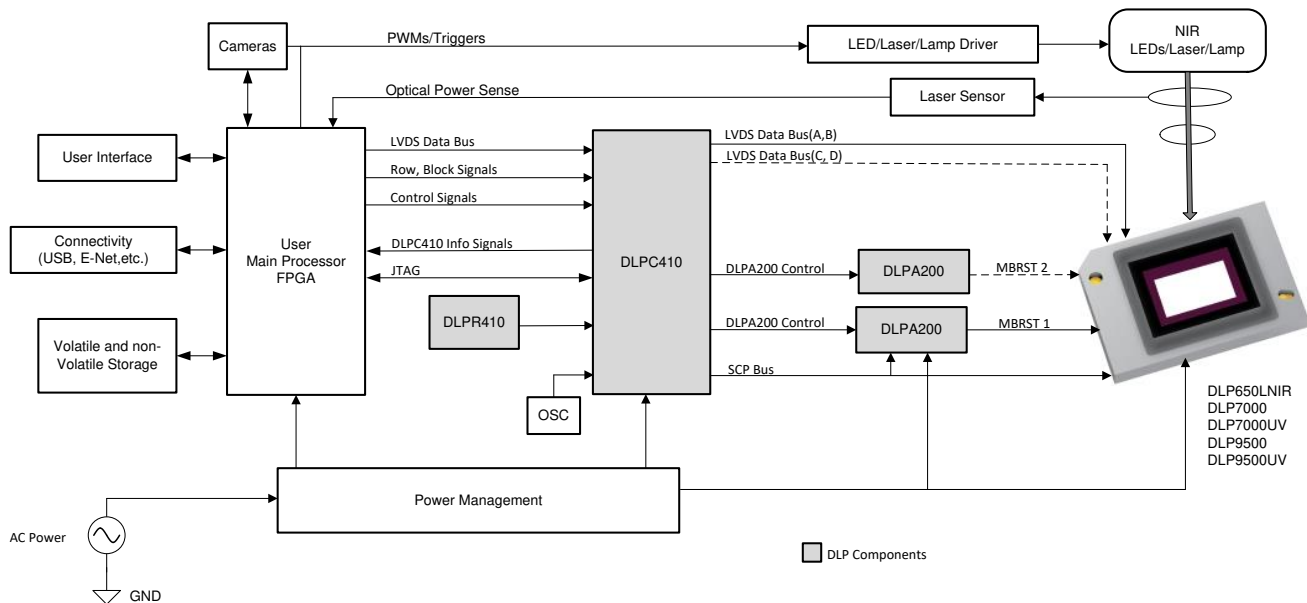 Cameras
PWMs/Triggers
LED/Laser/Lamp Driver
NIR
LEDs/Laser/Lamp
Optical Power Sense
Laser Sensor
User Interface
Connectivity
(USB, E-Net,etc.)
Volatile and non-
Volatile Storage
User
Main Processor
FPGA
LVDS Data Bus
Row, Block Signals
Control Signals
DLPC410 Info Signals
JTAG
DLPR410
OSC
DLPC410
LVDS Data Bus(A,B)
LVDS Data Bus(C, D)
DLPA200 Control
DLPA200
MBRST 2
DLPA200 Control
DLPA200
MBRST 1
SCP Bus
DLP650LNIR
DLP7000
DLP7000UV
DLP9500
DLP9500UV
Power Management
AC Power
GND
DLP Components